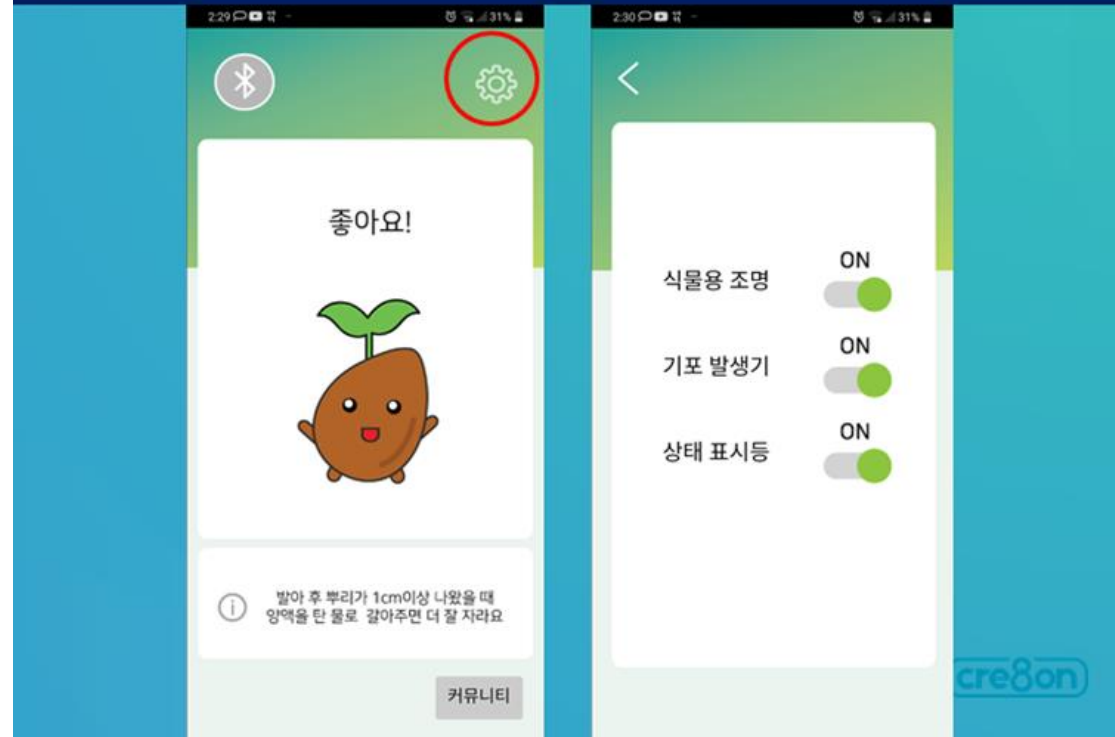 2:29
31%
좋아요!
발아 후 뿌리가 1cm이상 나왔을 때
양액을 탄 물로 갈아주면 더 잘 자라요
커뮤니티
2:30
31%
식물용 조명
ON
기포 발생기
ON
상태 표시등
ON
cre8on